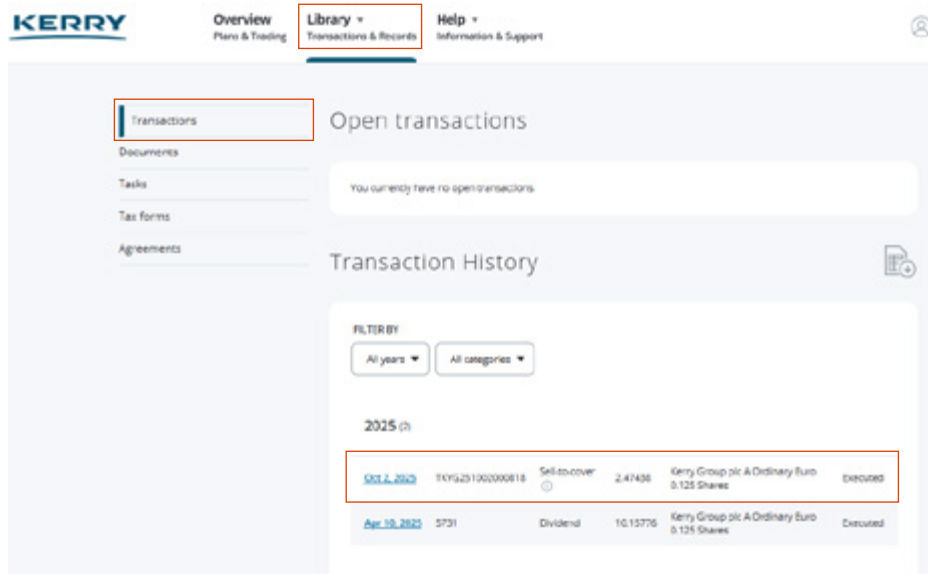 KERRY
Overview
Plans & Trading
Library
Transactions & Records
Help
Information & Support
Transactions
Documents
Tasks
Tax forms
Agreements
Open transactions
You currently have no open transactions.
Transaction History
FILTER BY
All years
All categories
2025 (2)
Oct 2, 2025
Sell-to-cover
2.47438
Kerry Group plc A Ordinary Euro
0.125 Shares
Executed
Apr 10, 2025 5731 Dividend 10.15776
Kerry Group plc A Ordinary Euro
0.125 Shares
Executed